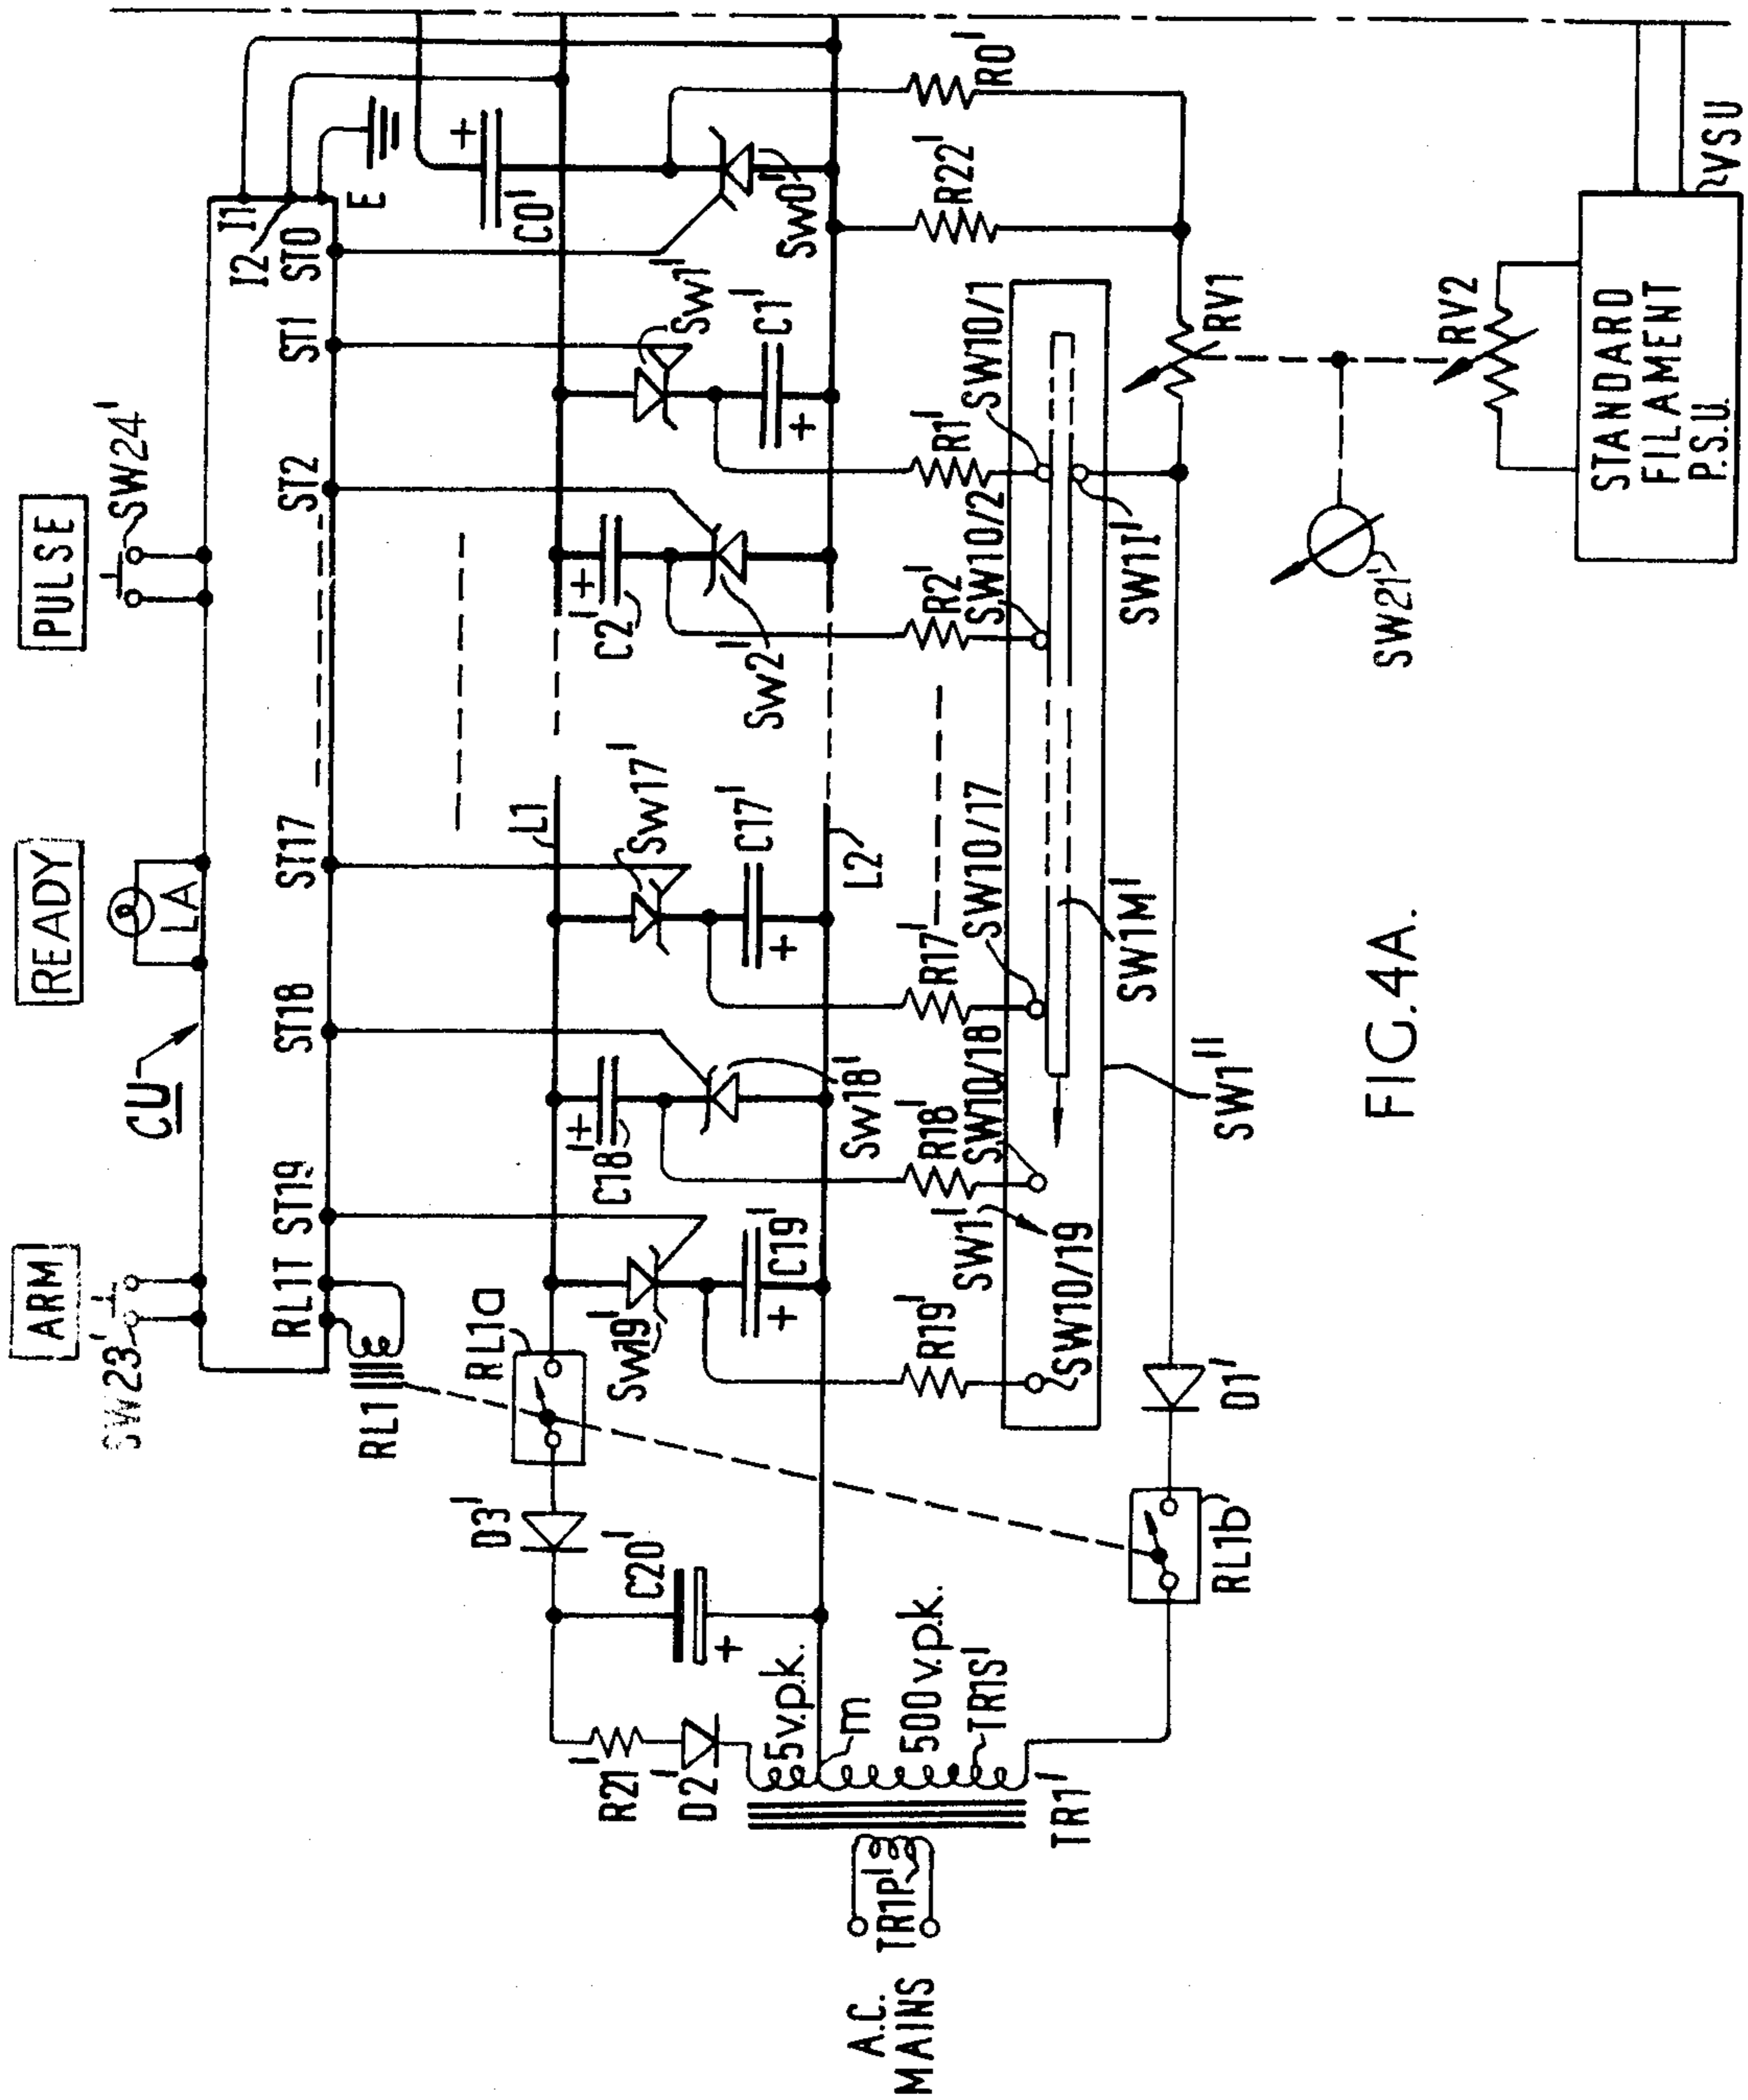 ARM
READY
PULSE
SW23'
LA
SW24'
CU
RL1T
ST19
ST18
ST17
ST2
ST1
ST0
I2
I1
E
RL1
RL1a
L1
D3'
C20'
R21'
D2'
5v.p.k.
m
500v.p.k.
TR1S'
TR1'
TR1P'
A.C.
MAINS
Sw19'
C19'
C18'
Sw18'
Sw17'
C17'
L2
C2'
Sw2'
Sw1'
C1'
C0'
Sw0'
R19'
R18'
R17'
R2'
R1'
R22'
R0'
SW1'
SW10/19
SW10/18
SW10/17
SW10/2
SW10/1
SW1M'
SW1I'
SW1"
D1'
RL1b
RV1
SW21'
RV2
STANDARD
FILAMENT
P.S.U.
VSU
FIG.4A.